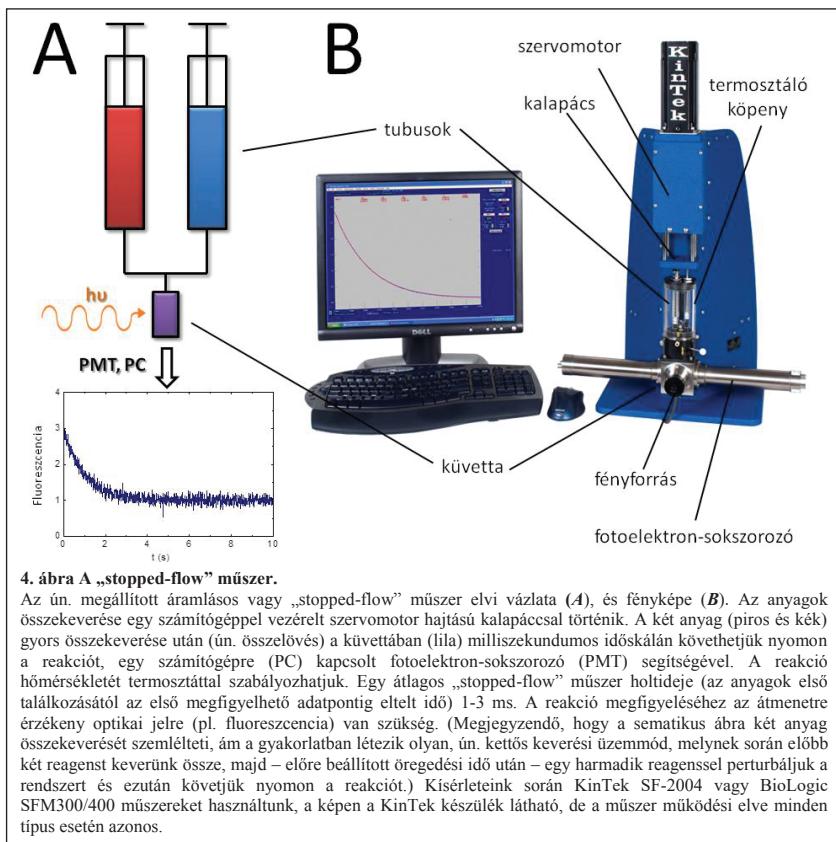 A
B
KinTek
szervomotor
kalapács
termosztáló
köpeny
tubusok
hυ
PMT, PC
DELL
küvetta
fényforrás
fotoelektron-sokszorozó
Fluoreszcencia
4
3
2
1
0
0 2 4 6 8 10
t (s)
4. ábra A „stopped-flow” műszer.
Az ún. megállított áramlásos vagy „stopped-flow” műszer elvi vázlata (A), és fényképe (B). Az anyagok
összekeverése egy számítógéppel vezérelt szervomotor hajtású kalapáccsal történik. A két anyag (piros és kék)
gyors összekeverése után (ún. összelövés) a küvettában (lila) milliszekundumos időskálán követhetjük nyomon
a reakciót, egy számítógépre (PC) kapcsolt fotoelektron-sokszorozó (PMT) segítségével. A reakció
hőmérsékletét termosztáttal szabályozhatjuk. Egy átlagos „stopped-flow” műszer holtideje (az anyagok első
találkozásától az első megfigyelhető adatpontig eltelt idő) 1-3 ms. A reakció megfigyeléséhez az átmenetre
érzékeny optikai jelre (pl. fluoreszcencia) van szükség. (Megjegyzendő, hogy a sematikus ábra két anyag
összekeverését szemlélteti, ám a gyakorlatban létezik olyan, ún. kettős keverési üzemmód, melynek során előbb
két reagenst keverünk össze, majd – előre beállított öregedési idő után – egy harmadik reagenssel perturbáljuk a
rendszert és ezután követjük nyomon a reakciót.) Kísérleteink során KinTek SF-2004 vagy BioLogic
SFM300/400 műszereket használtunk, a képen a KinTek készülék látható, de a műszer működési elve minden
típus esetén azonos.